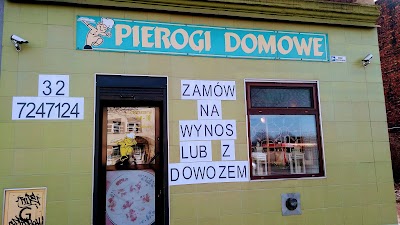 PIEROGI DOMOWE
32
7247124
ZAMÓW
NA
WYNOS
LUB Z
DOWOZEM